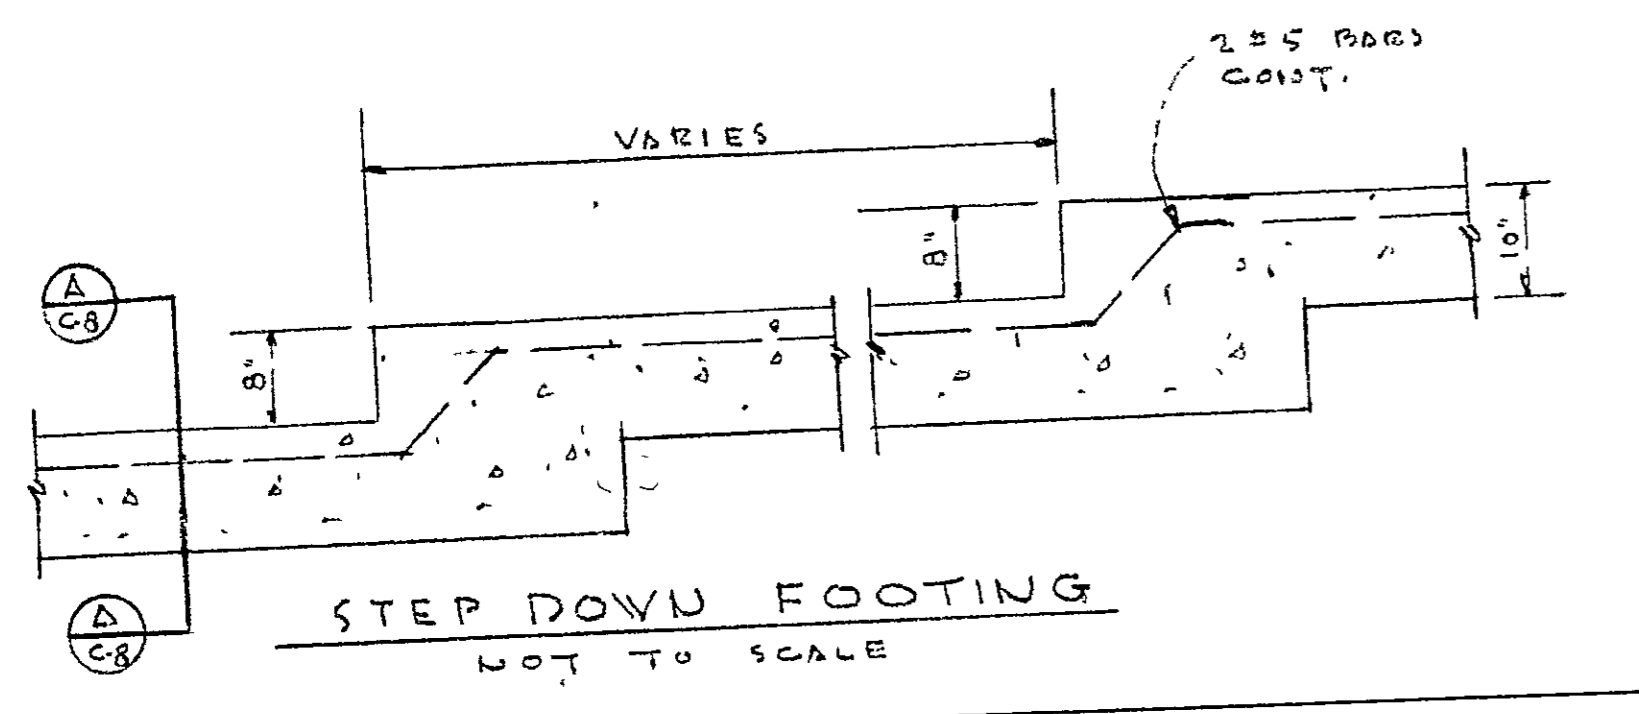 2 #5 BARS
CONT.
VARIES
8"
10"
A
C-8
8"
A
C-8
STEP DOWN FOOTING
NOT TO SCALE